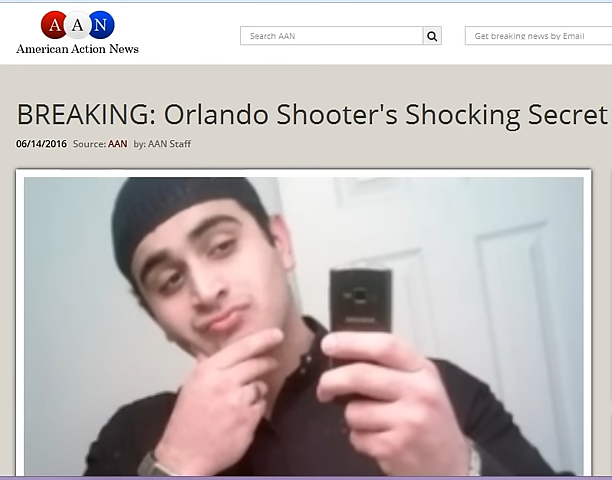 A A N
American Action News
Search AAN
Get breaking news by Email
BREAKING: Orlando Shooter's Shocking Secret
06/14/2016 Source: AAN by: AAN Staff